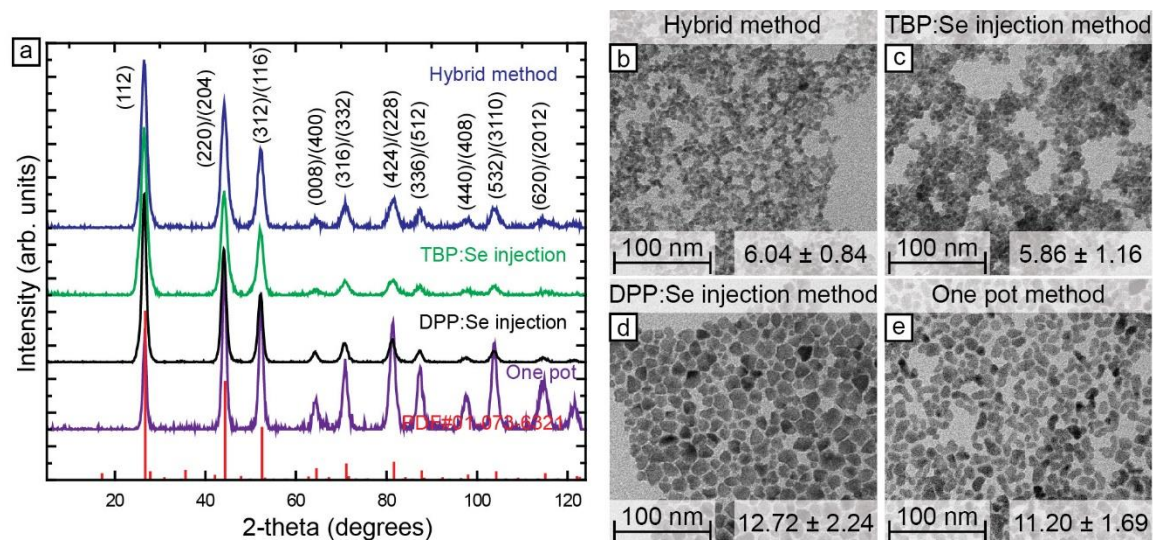 a
Hybrid method
TBP:Se injection
DPP:Se injection
One pot
PDF#01-073-6321
(112)
(220)/(204)
(312)/(116)
(008)/(400)
(316)/(332)
(424)/(228)
(336)/(512)
(440)/(408)
(532)/(3110)
(620)/(2012)
Intensity (arb. units)
20 40 60 80 100 120
2-theta (degrees)
Hybrid method
b
100 nm
6.04 ± 0.84
TBP:Se injection method
c
100 nm
5.86 ± 1.16
DPP:Se injection method
d
100 nm
12.72 ± 2.24
One pot method
e
100 nm
11.20 ± 1.69